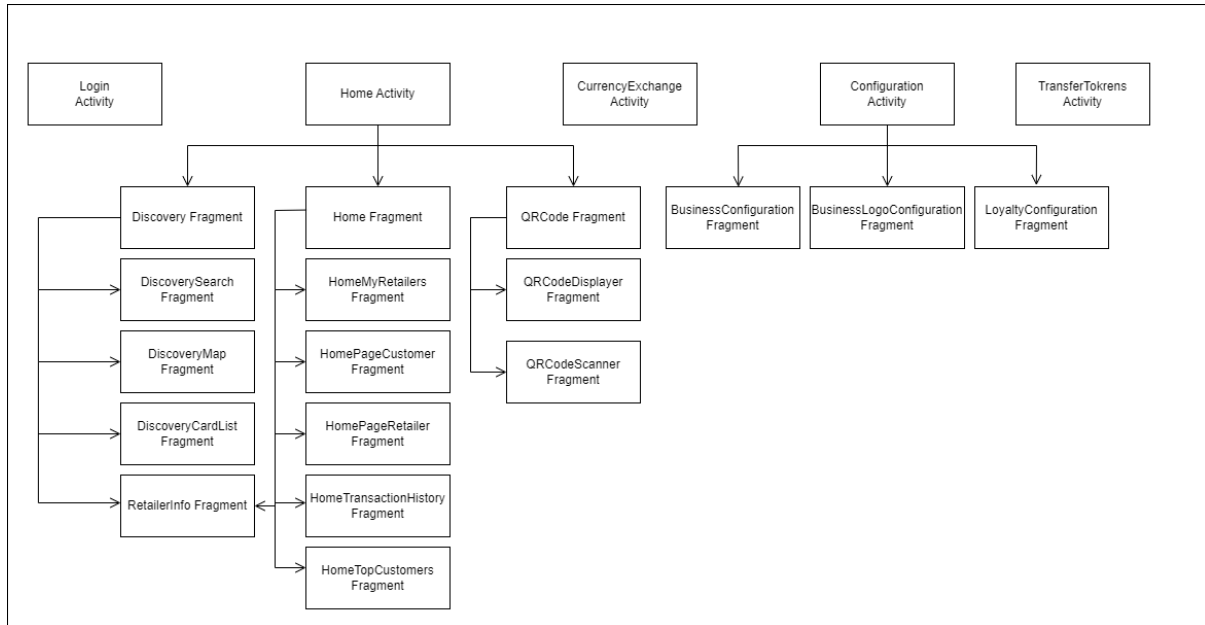 Login
Activity
Home Activity
CurrencyExchange
Activity
Configuration
Activity
TransferTokrens
Activity
Discovery Fragment
Home Fragment
QRCode Fragment
BusinessConfiguration
Fragment
BusinessLogoConfiguration
Fragment
LoyaltyConfiguration
Fragment
DiscoverySearch
Fragment
HomeMyRetailers
Fragment
QRCodeDisplayer
Fragment
DiscoveryMap
Fragment
HomePageCustomer
Fragment
QRCodeScanner
Fragment
DiscoveryCardList
Fragment
HomePageRetailer
Fragment
RetailerInfo Fragment
HomeTransactionHistory
Fragment
HomeTopCustomers
Fragment